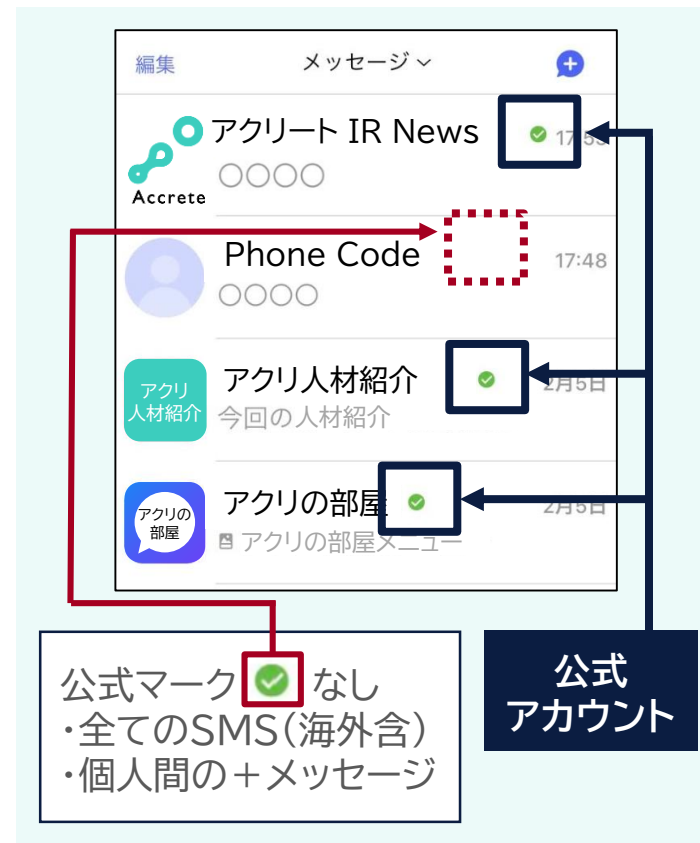 編集
メッセージ
アクリート IR News
17:53
Accrete
○○○○
Phone Code
17:48
○○○○
アクリ人材紹介
2月5日
アクリ
人材紹介
今回の人材紹介
アクリの部屋
2月5日
アクリの
部屋
アクリの部屋メニュー
公式マーク なし
・全てのSMS(海外含)
・個人間の+メッセージ
公式
アカウント